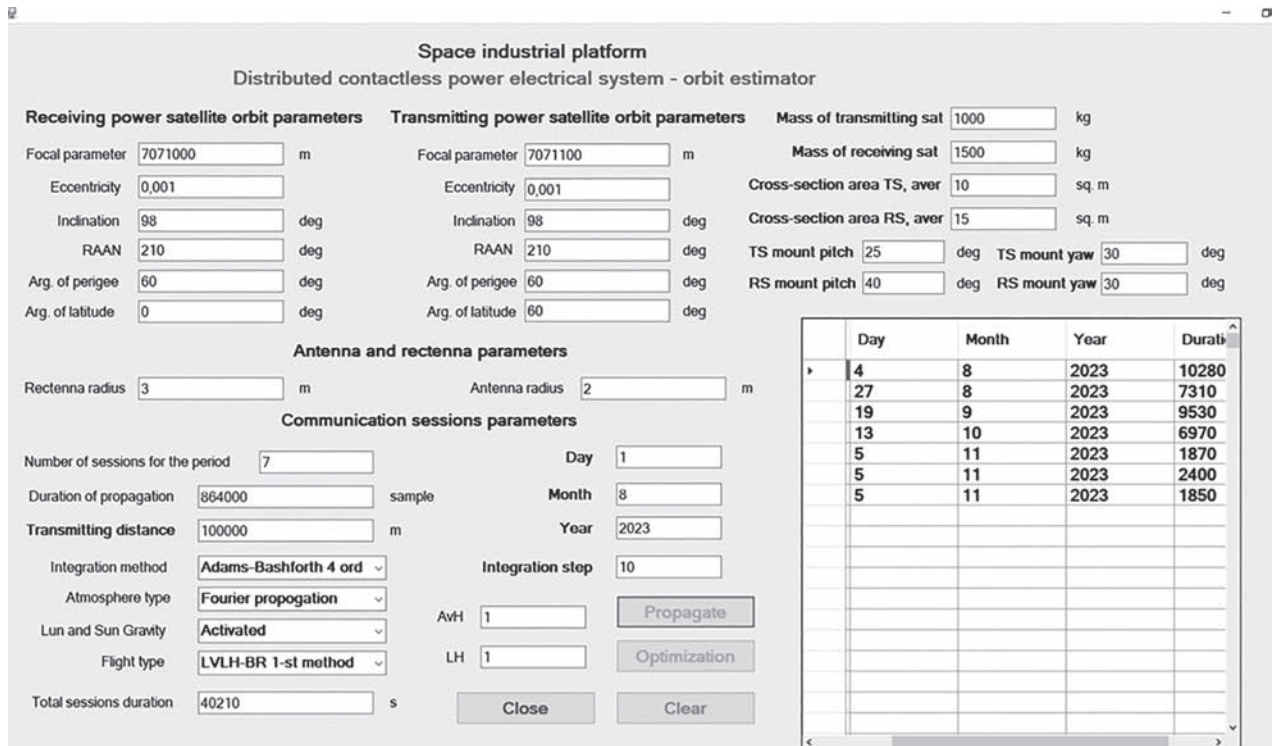 Space industrial platform
Distributed contactless power electrical system - orbit estimator
Receiving power satellite orbit parameters
Focal parameter 7071000 m
Eccentricity 0,001
Inclination 98 deg
RAAN 210 deg
Arg. of perigee 60 deg
Arg. of latitude 0 deg
Transmitting power satellite orbit parameters
Focal parameter 7071100 m
Eccentricity 0,001
Inclination 98 deg
RAAN 210 deg
Arg. of perigee 60 deg
Arg. of latitude 60 deg
Mass of transmitting sat 1000 kg
Mass of receiving sat 1500 kg
Cross-section area TS, aver 10 sq. m
Cross-section area RS, aver 15 sq. m
TS mount pitch 25 deg TS mount yaw 30 deg
RS mount pitch 40 deg RS mount yaw 30 deg
Antenna and rectenna parameters
Rectenna radius 3 m Antenna radius 2 m
Communication sessions parameters
Number of sessions for the period 7
Duration of propagation 864000 sample
Transmitting distance 100000 m
Integration method Adams-Bashforth 4 ord
Atmosphere type Fourier propogation
Lun and Sun Gravity Activated
Flight type LVLH-BR 1-st method
Total sessions duration 40210 s
Day 1
Month 8
Year 2023
Integration step 10
AvH 1
LH 1
Propagate
Optimization
Close Clear
Day Month Year Durati
4 8 2023 10280
27 8 2023 7310
19 9 2023 9530
13 10 2023 6970
5 11 2023 1870
5 11 2023 2400
5 11 2023 1850